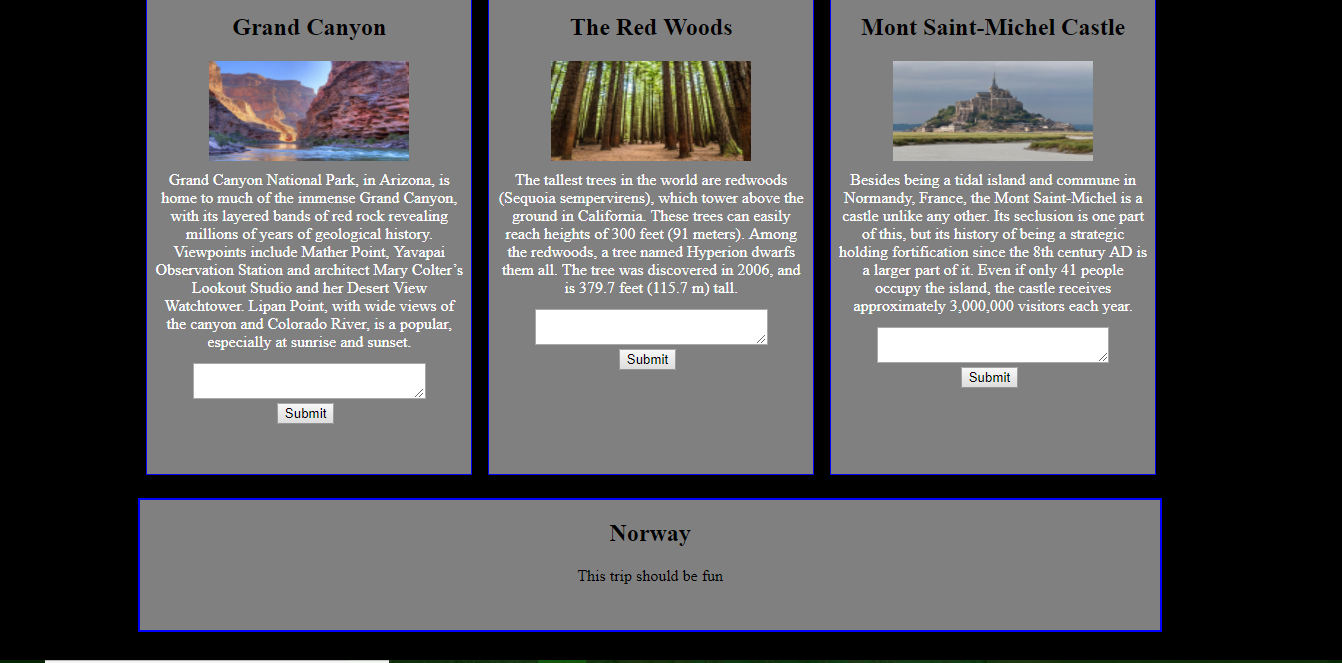 Grand Canyon
Grand Canyon National Park, in Arizona, is
home to much of the immense Grand Canyon,
with its layered bands of red rock revealing
millions of years of geological history.
Viewpoints include Mather Point, Yavapai
Observation Station and architect Mary Colter’s
Lookout Studio and her Desert View
Watchtower. Lipan Point, with wide views of
the canyon and Colorado River, is a popular,
especially at sunrise and sunset.
Submit
The Red Woods
The tallest trees in the world are redwoods
(Sequoia sempervirens), which tower above the
ground in California. These trees can easily
reach heights of 300 feet (91 meters). Among
the redwoods, a tree named Hyperion dwarfs
them all. The tree was discovered in 2006, and
is 379.7 feet (115.7 m) tall.
Submit
Mont Saint-Michel Castle
Besides being a tidal island and commune in
Normandy, France, the Mont Saint-Michel is a
castle unlike any other. Its seclusion is one part
of this, but its history of being a strategic
holding fortification since the 8th century AD is
a larger part of it. Even if only 41 people
occupy the island, the castle receives
approximately 3,000,000 visitors each year.
Submit
Norway
This trip should be fun